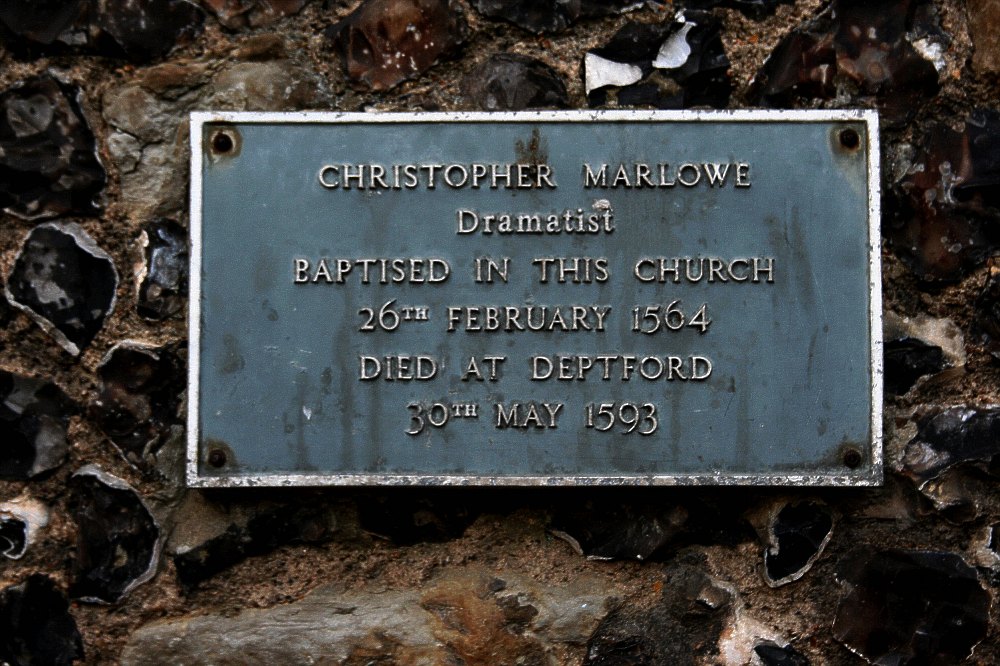 CHRISTOPHER MARLOWE
Dramatist
BAPTISED IN THIS CHURCH
26TH FEBRUARY 1564
DIED AT DEPTFORD
30TH MAY 1593